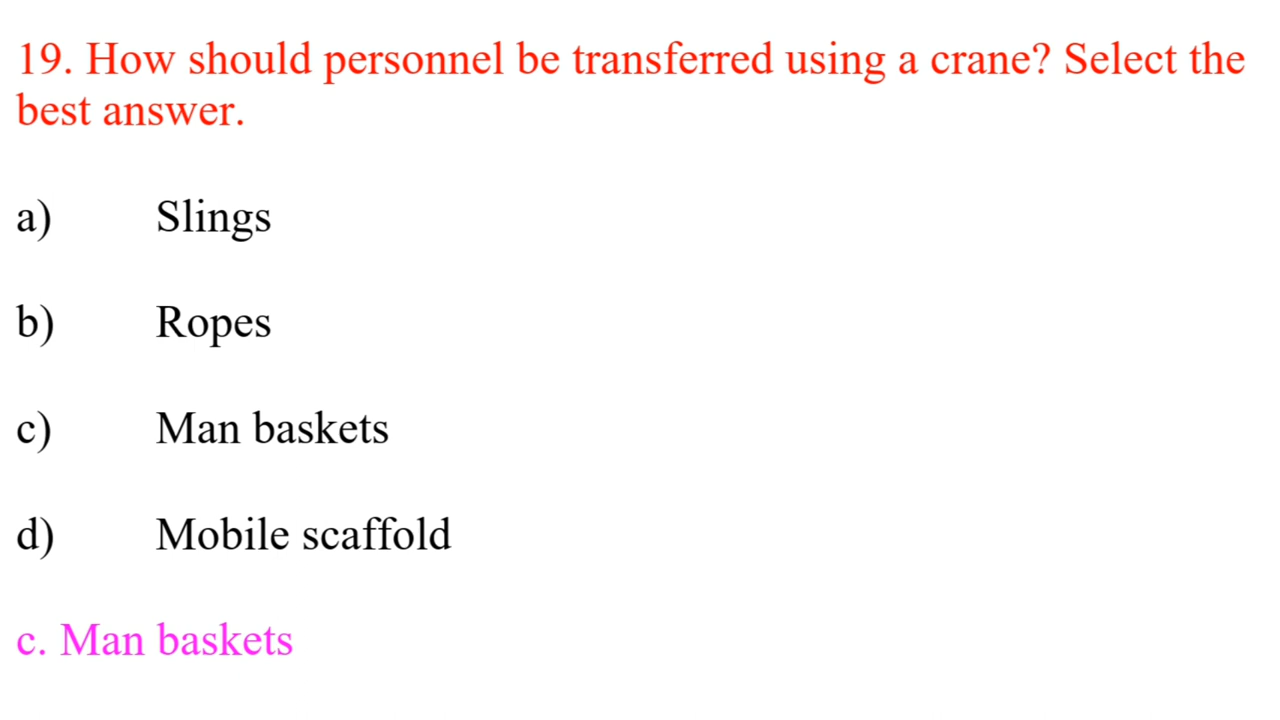 19. How should personnel be transferred using a crane? Select the
best answer.
a) Slings
b) Ropes
c) Man baskets
d) Mobile scaffold
c. Man baskets